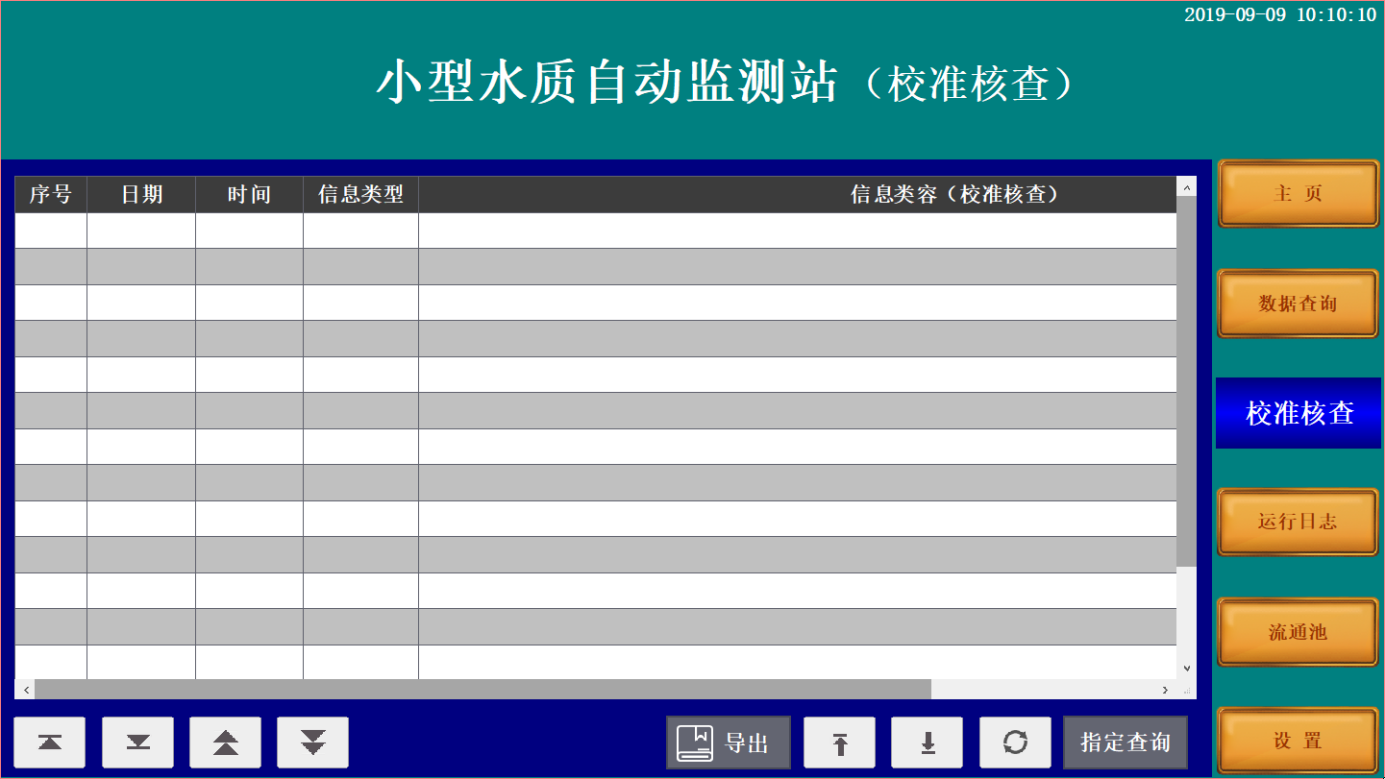 2019-09-09 10:10:10
小型水质自动监测站（校准核查）
序号 日期 时间 信息类型 信息类容（校准核查）
主 页
数据查询
校准核查
运行日志
流通池
设 置
导出
指定查询